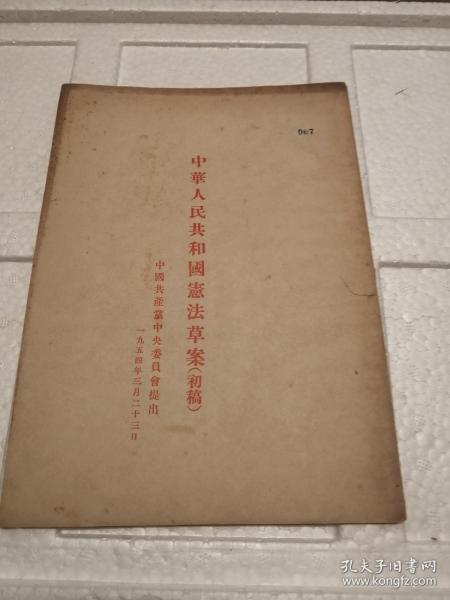 007
中華人民共和國憲法草案(初稿)
中國共產黨中央委員會提出
一九五四年三月二十三日
孔夫子旧书网
www.kongfz.com